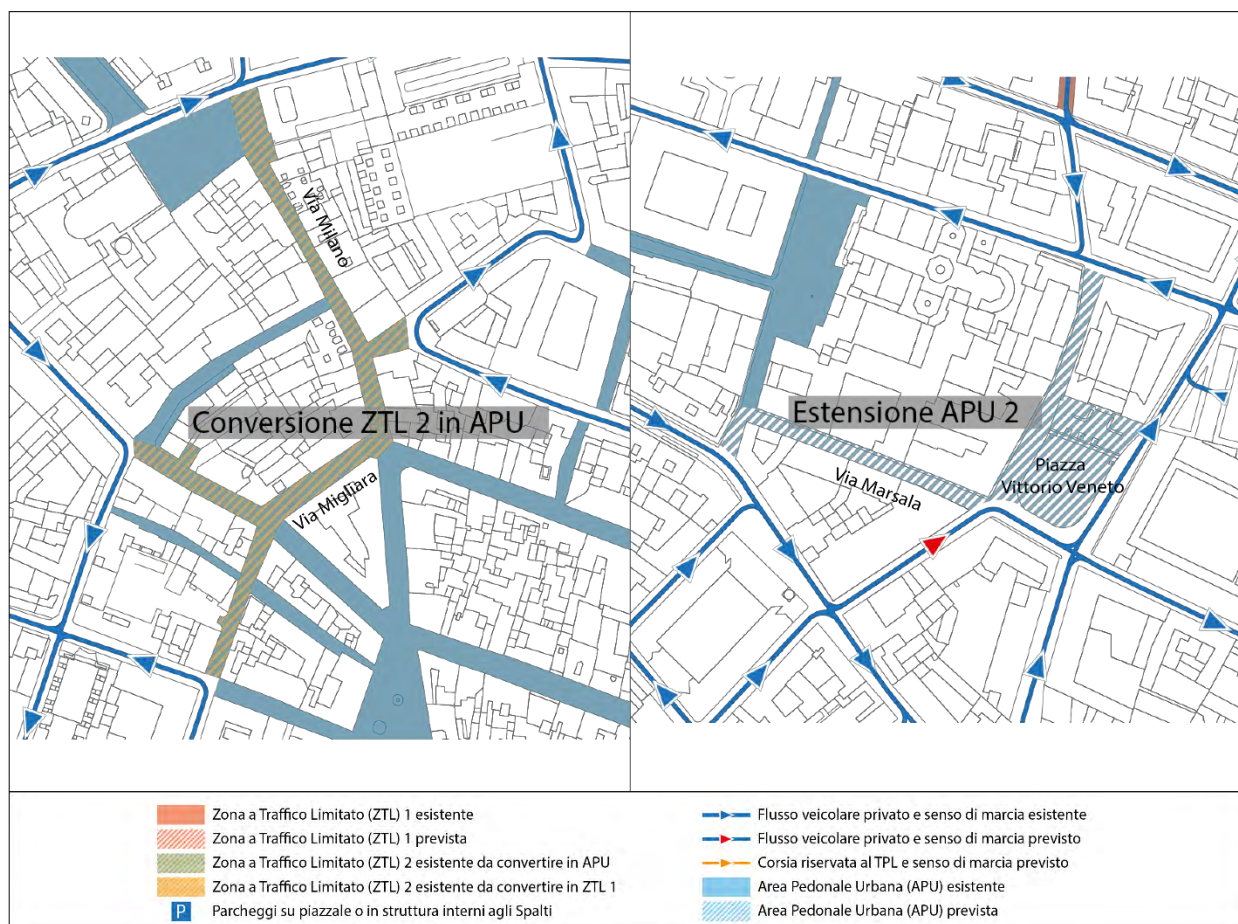 Via Milano
Conversione ZTL 2 in APU
Via Migliara
Estensione APU 2
Piazza
Vittorio Veneto
Via Marsala
Zona a Traffico Limitato (ZTL) 1 esistente
Zona a Traffico Limitato (ZTL) 1 prevista
Zona a Traffico Limitato (ZTL) 2 esistente da convertire in APU
Zona a Traffico Limitato (ZTL) 2 esistente da convertire in ZTL 1
P Parcheggi su piazzale o in struttura interni agli Spalti
Flusso veicolare privato e senso di marcia esistente
Flusso veicolare privato e senso di marcia previsto
Corsia riservata al TPL e senso di marcia previsto
Area Pedonale Urbana (APU) esistente
Area Pedonale Urbana (APU) prevista